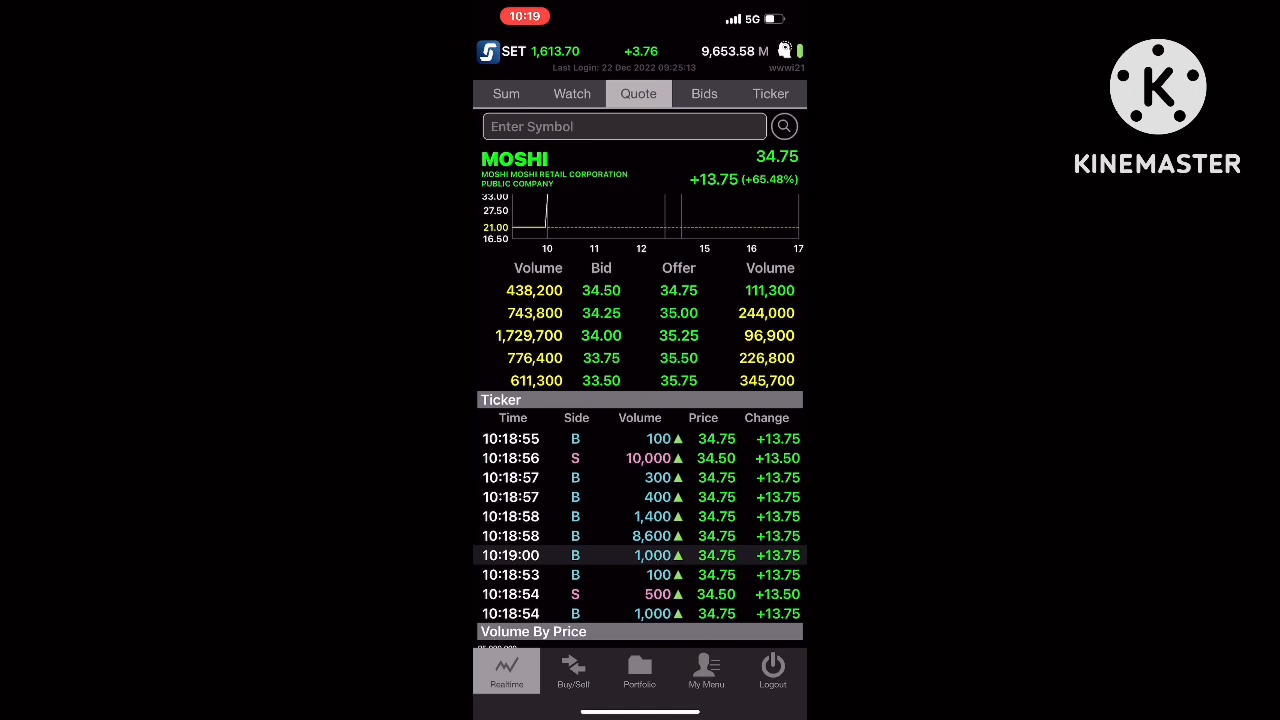 10:19 5G
SET 1,613.70 +3.76 9,653.58 M
Last Login: 22 Dec 2022 09:25:13 wwwi21
Sum Watch Quote Bids Ticker
Enter Symbol
MOSHI 34.75
MOSHI MOSHI RETAIL CORPORATION
PUBLIC COMPANY
+13.75 (+65.48%)
33.00
27.50
21.00
16.50
10 11 12 15 16 17
Volume Bid Offer Volume
438,200 34.50 34.75 111,300
743,800 34.25 35.00 244,000
1,729,700 34.00 35.25 96,900
776,400 33.75 35.50 226,800
611,300 33.50 35.75 345,700
Ticker
Time Side Volume Price Change
10:18:55 B 100▲ 34.75 +13.75
10:18:56 S 10,000▲ 34.50 +13.50
10:18:57 B 300▲ 34.75 +13.75
10:18:57 B 400▲ 34.75 +13.75
10:18:58 B 1,400▲ 34.75 +13.75
10:18:58 B 8,600▲ 34.75 +13.75
10:19:00 B 1,000▲ 34.75 +13.75
10:18:53 B 100▲ 34.75 +13.75
10:18:54 S 500▲ 34.50 +13.50
10:18:54 B 1,000▲ 34.75 +13.75
Volume By Price
Realtime Buy/Sell Portfolio My Menu Logout
K
KINEMASTER